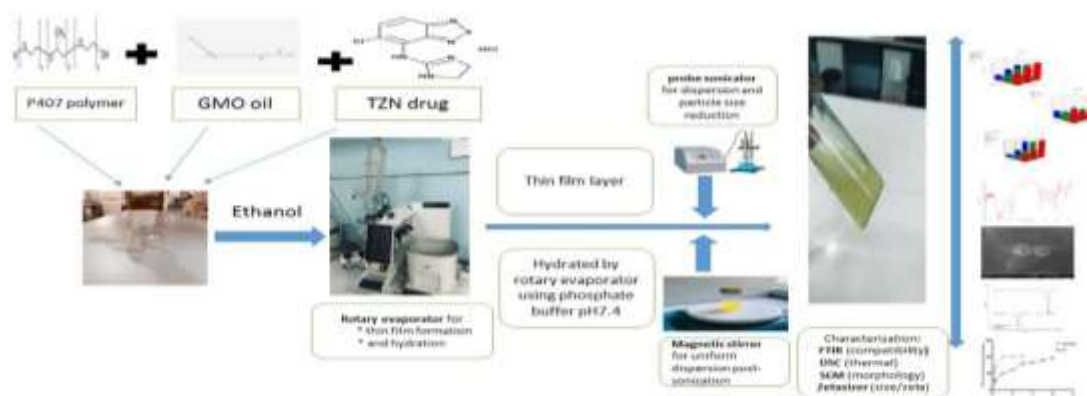 P407 polymer
GMO oil
TZN drug
Ethanol
Rotary evaporator for
* thin film formation
* and hydration
Thin film layer
Hydrated by
rotary evaporator
using phosphate
buffer pH7.4
probe sonicator
for dispersion and
particle size
reduction
Magnetic stirrer
for uniform
dispersion post-
sonication
Characterization:
FTIR (compatibility)
DSC (thermal)
SEM (morphology)
Zetasizer (size/zeta)